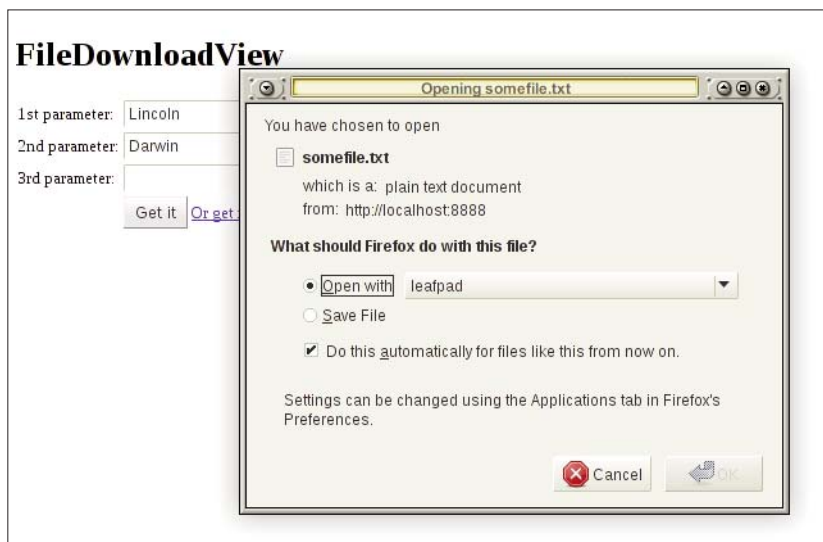 FileDownloadView
1st parameter: Lincoln
2nd parameter: Darwin
3rd parameter:
Get it Or get
Opening somefile.txt
You have chosen to open
somefile.txt
which is a: plain text document
from: http://localhost:8888
What should Firefox do with this file?
Open with leafpad
Save File
Do this automatically for files like this from now on.
Settings can be changed using the Applications tab in Firefox's
Preferences.
Cancel OK